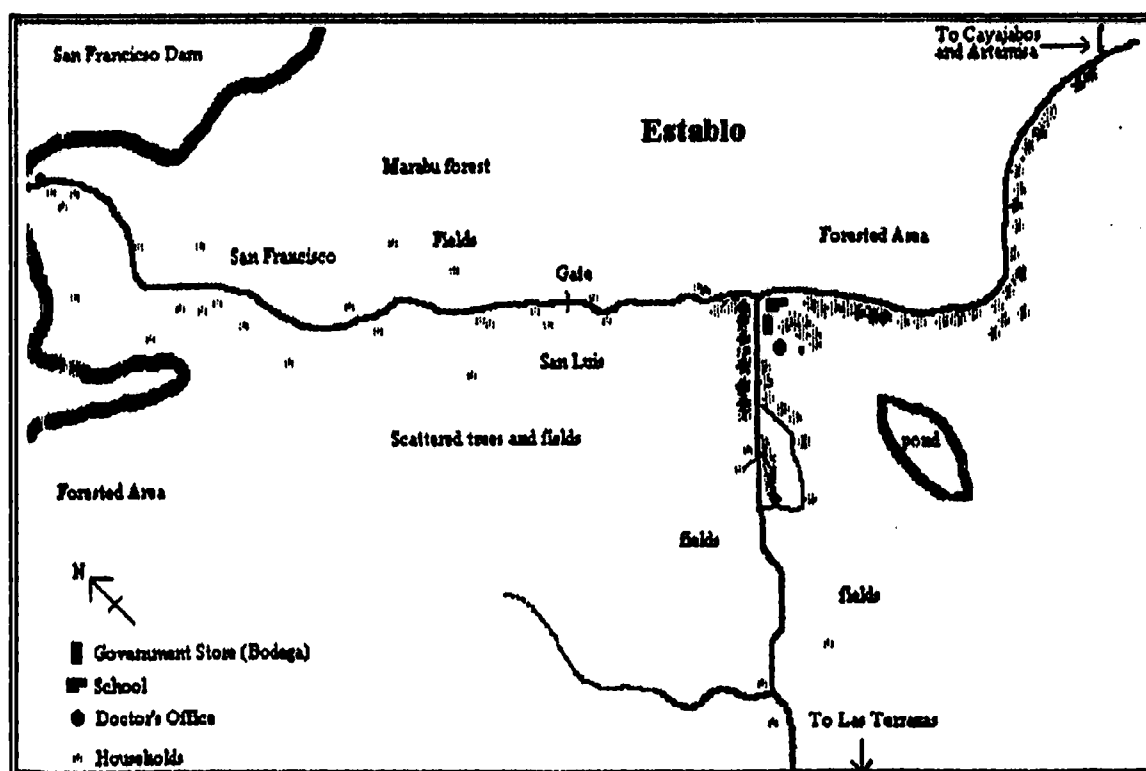 San Francicso Dam
To Cayajabos
and Artemisa
Establo
Marabu forest
Forested Area
Fields
San Francisco
Gate
San Luis
pond
Scattered trees and fields
Forested Area
fields
N
fields
Government Store (Bodega)
School
Doctor's Office
To Las Terrazas
Households